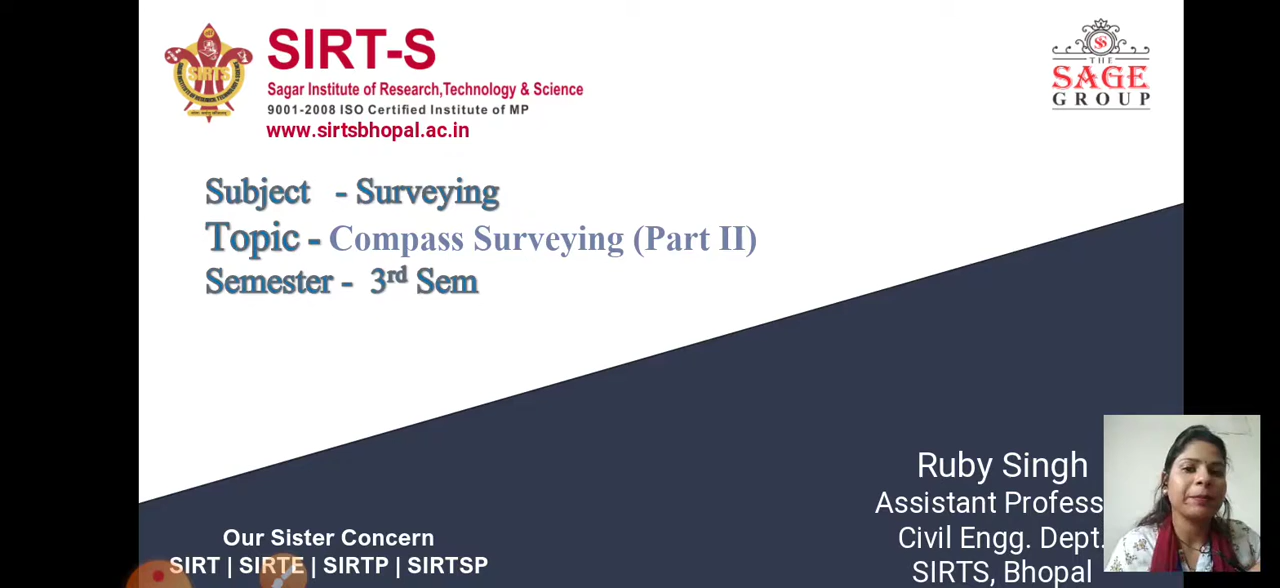 SIRT-S
Sagar Institute of Research,Technology & Science
9001-2008 ISO Certified Institute of MP
www.sirtsbhopal.ac.in
THE
SAGE
GROUP
Subject - Surveying
Topic - Compass Surveying (Part II)
Semester - 3rd Sem
Ruby Singh
Assistant Profess
Civil Engg. Dept.
SIRTS, Bhopal
Our Sister Concern
SIRT | SIRTE | SIRTP | SIRTSP
SIRTS